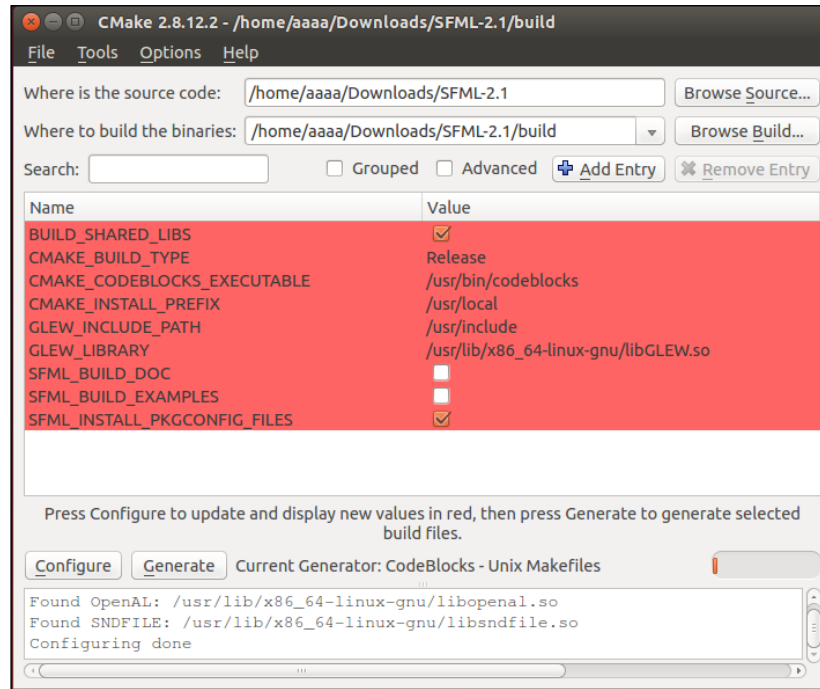 CMake 2.8.12.2 - /home/aaaa/Downloads/SFML-2.1/build
File Tools Options Help
Where is the source code: /home/aaaa/Downloads/SFML-2.1 Browse Source...
Where to build the binaries: /home/aaaa/Downloads/SFML-2.1/build Browse Build...
Search: Grouped Advanced Add Entry Remove Entry
Name Value
BUILD_SHARED_LIBS
CMAKE_BUILD_TYPE Release
CMAKE_CODEBLOCKS_EXECUTABLE /usr/bin/codeblocks
CMAKE_INSTALL_PREFIX /usr/local
GLEW_INCLUDE_PATH /usr/include
GLEW_LIBRARY /usr/lib/x86_64-linux-gnu/libGLEW.so
SFML_BUILD_DOC
SFML_BUILD_EXAMPLES
SFML_INSTALL_PKGCONFIG_FILES
Press Configure to update and display new values in red, then press Generate to generate selected
build files.
Configure Generate Current Generator: CodeBlocks - Unix Makefiles
Found OpenAL: /usr/lib/x86_64-linux-gnu/libopenal.so
Found SNDFILE: /usr/lib/x86_64-linux-gnu/libsndfile.so
Configuring done